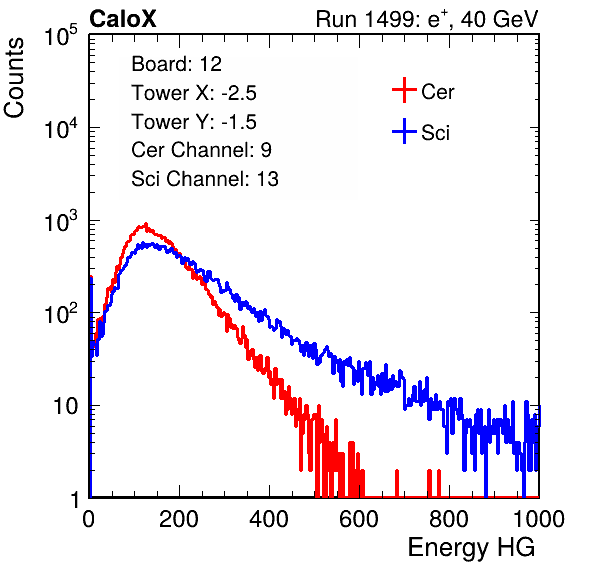 CaloX Run 1499: e⁺, 40 GeV
Counts
Board: 12
Tower X: -2.5
Tower Y: -1.5
Cer Channel: 9
Sci Channel: 13
Cer
Sci
10⁵
10⁴
10³
10²
10
1
0 200 400 600 800 1000
Energy HG